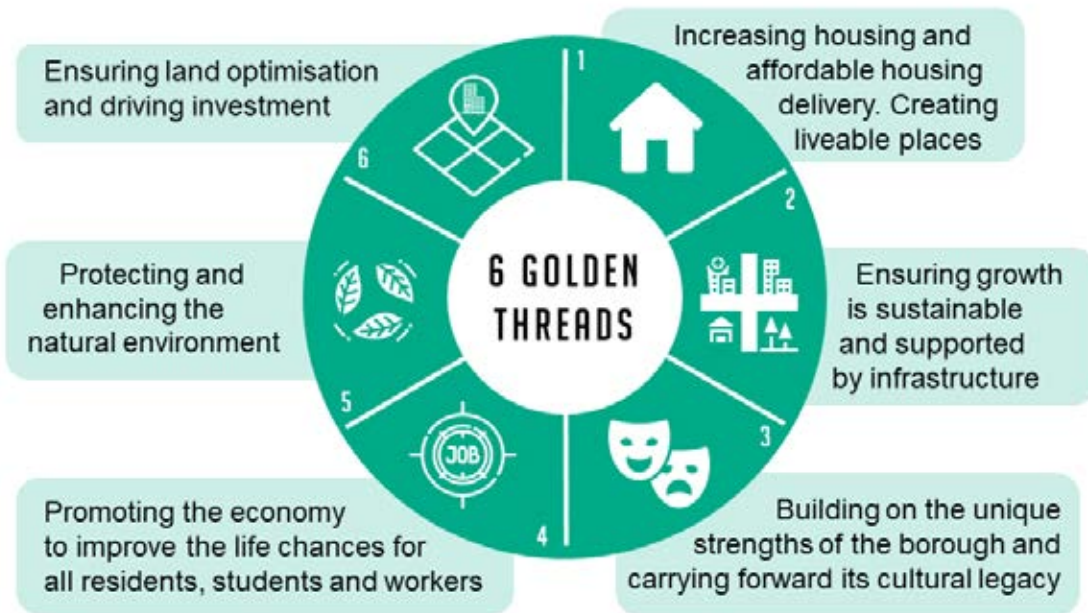 6 GOLDEN
THREADS
1
Increasing housing and
affordable housing
delivery. Creating
liveable places
2
Ensuring growth
is sustainable
and supported
by infrastructure
3
Building on the unique
strengths of the borough and
carrying forward its cultural legacy
4
JOB
Promoting the economy
to improve the life chances for
all residents, students and workers
5
Protecting and
enhancing the
natural environment
6
Ensuring land optimisation
and driving investment